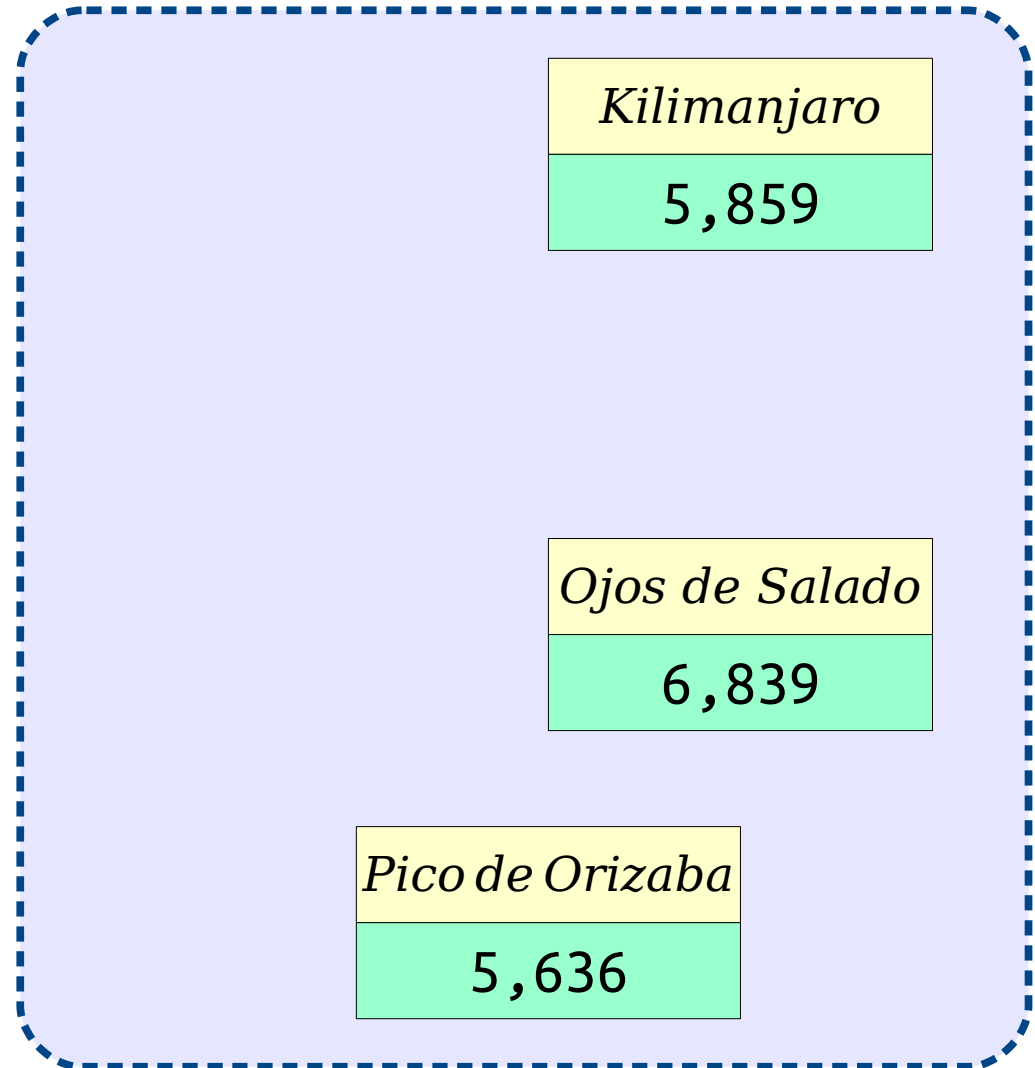 Kilimanjaro
5,859
Ojos de Salado
6,839
Pico de Orizaba
5,636